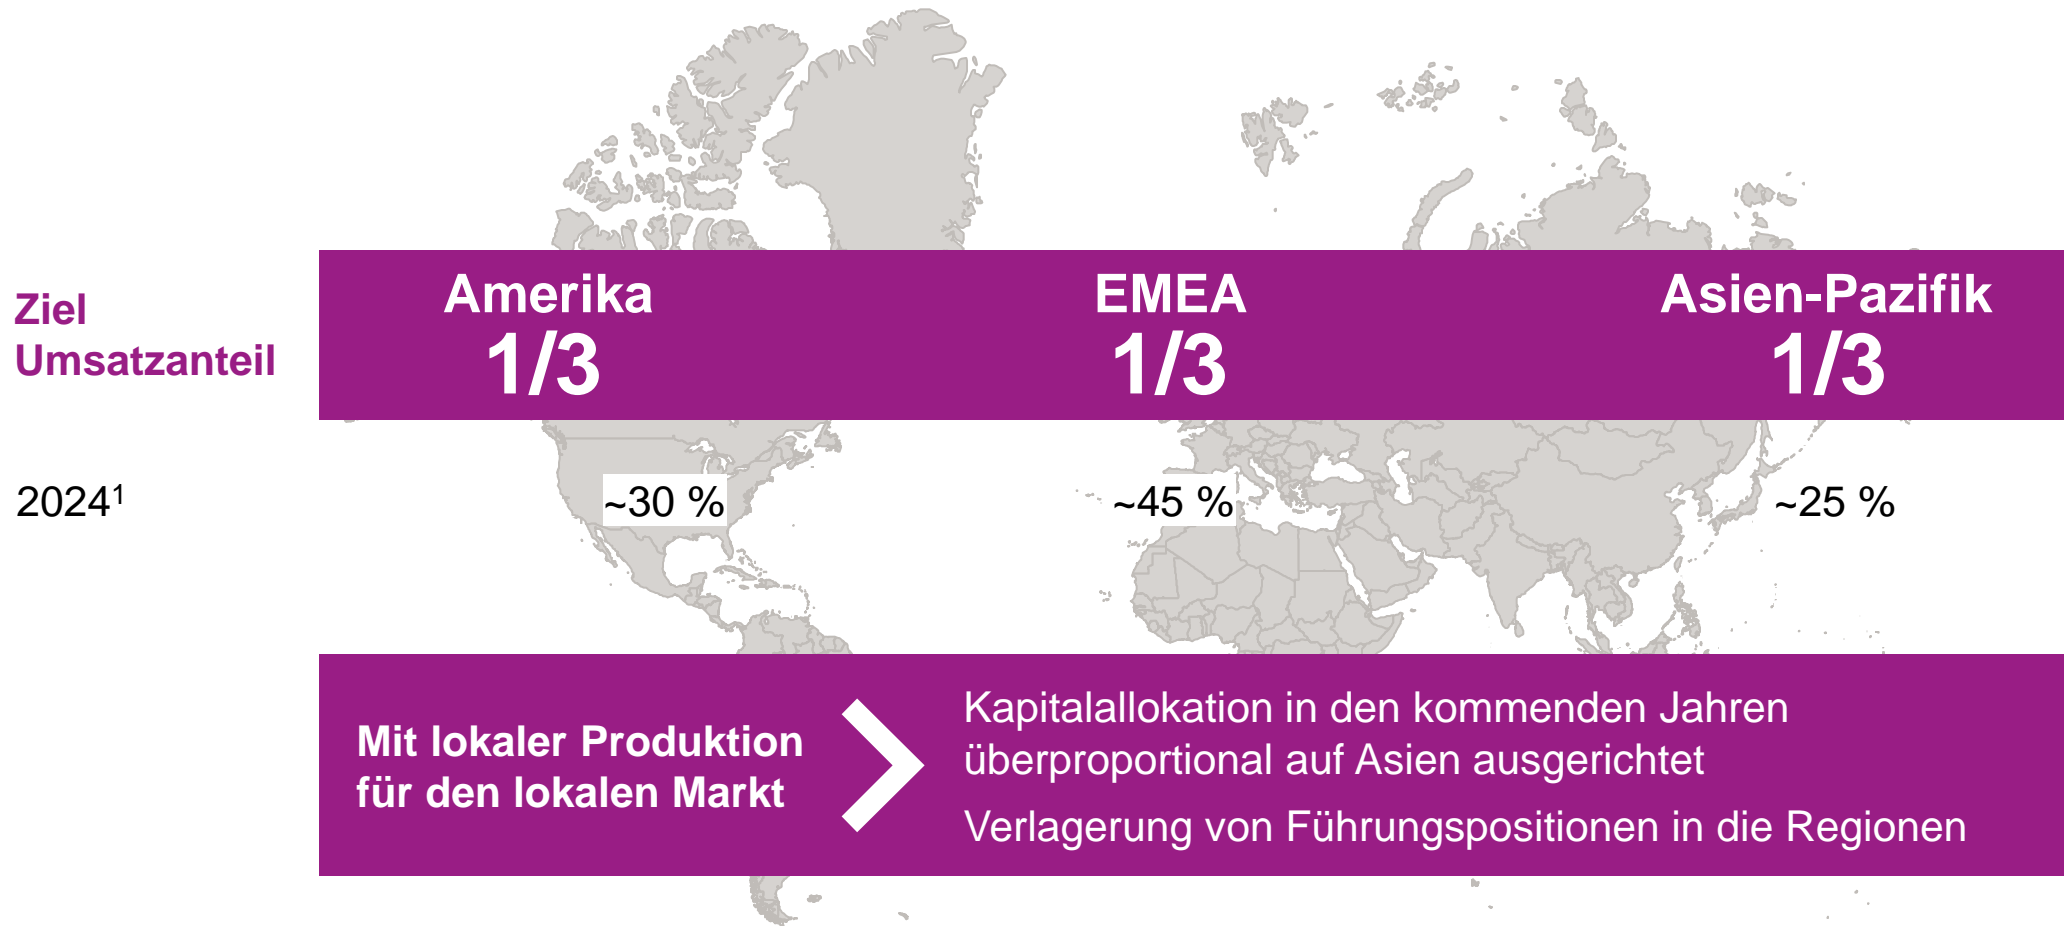 Amerika
EMEA
Asien-Pazifik
Ziel
Umsatzanteil
1/3
1/3
1/3
2024¹
~30 %
~45 %
~25 %
Mit lokaler Produktion
für den lokalen Markt
Kapitalallokation in den kommenden Jahren
überproportional auf Asien ausgerichtet
Verlagerung von Führungspositionen in die Regionen